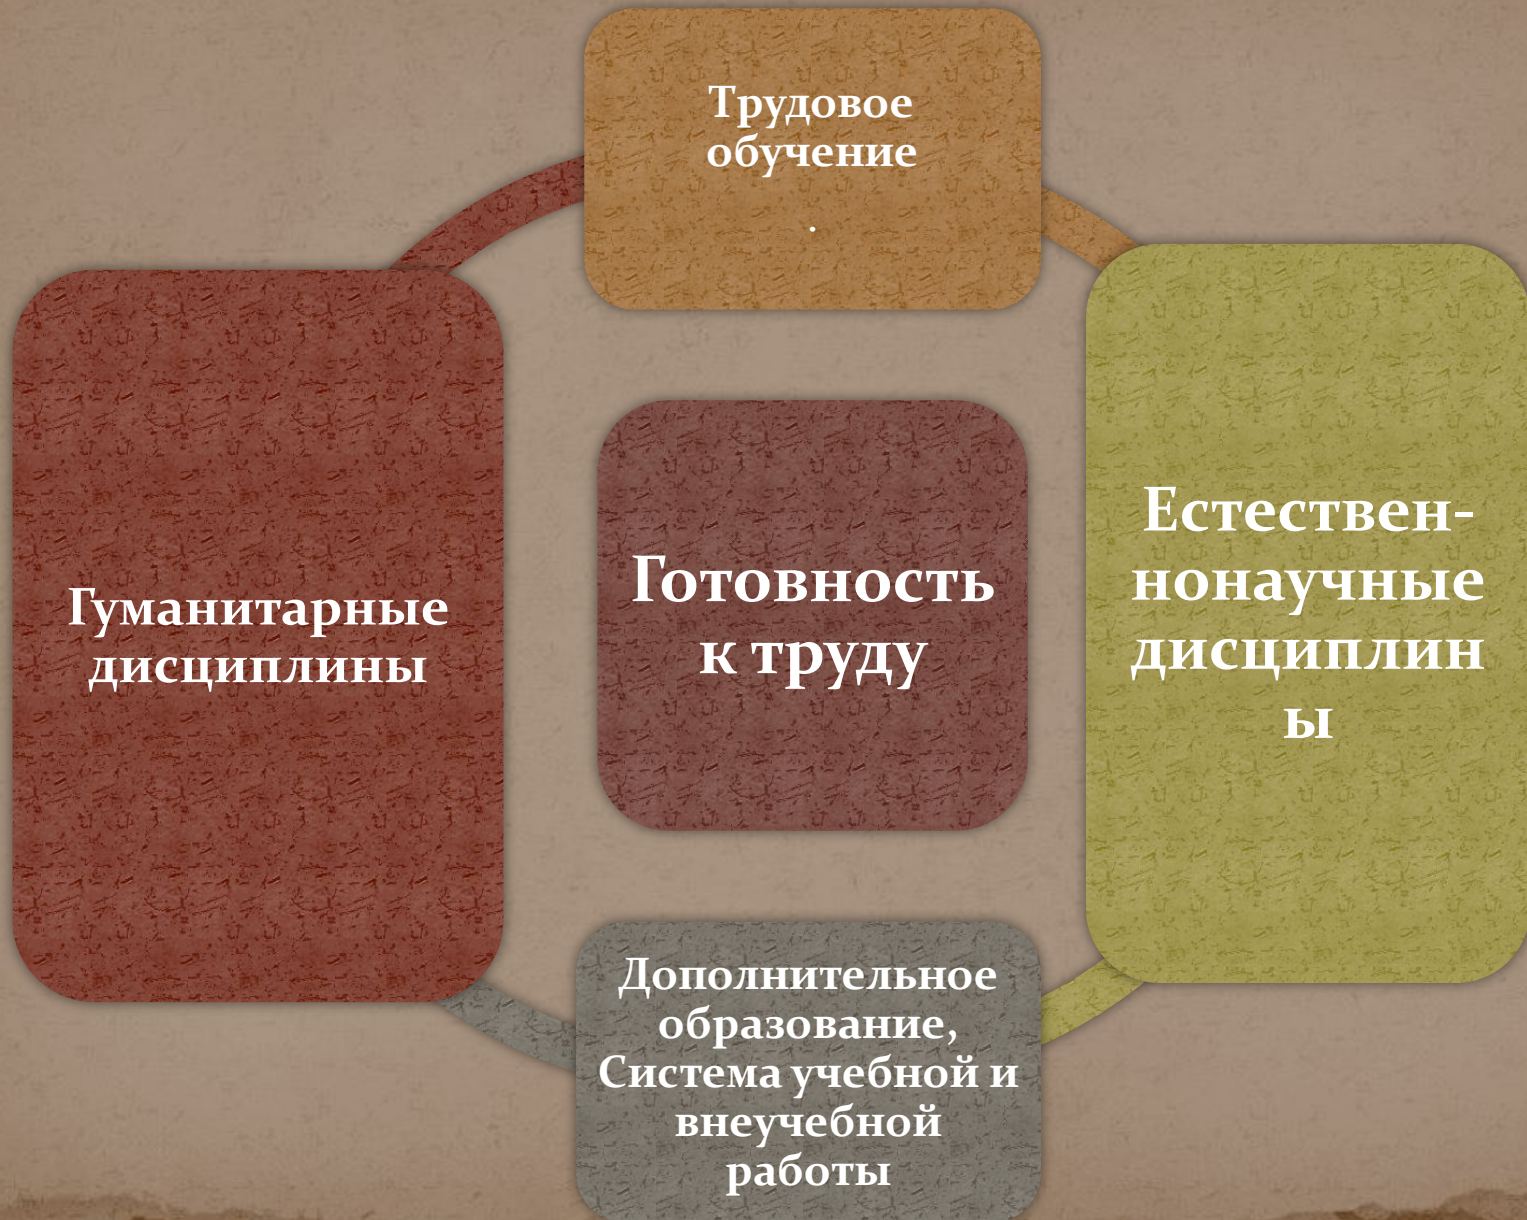 Трудовое
обучение
.
Гуманитарные
дисциплины
Готовность
к труду
Естествен-
нонаучные
дисциплин
ы
Дополнительное
образование,
Система учебной и
внеучебной
работы